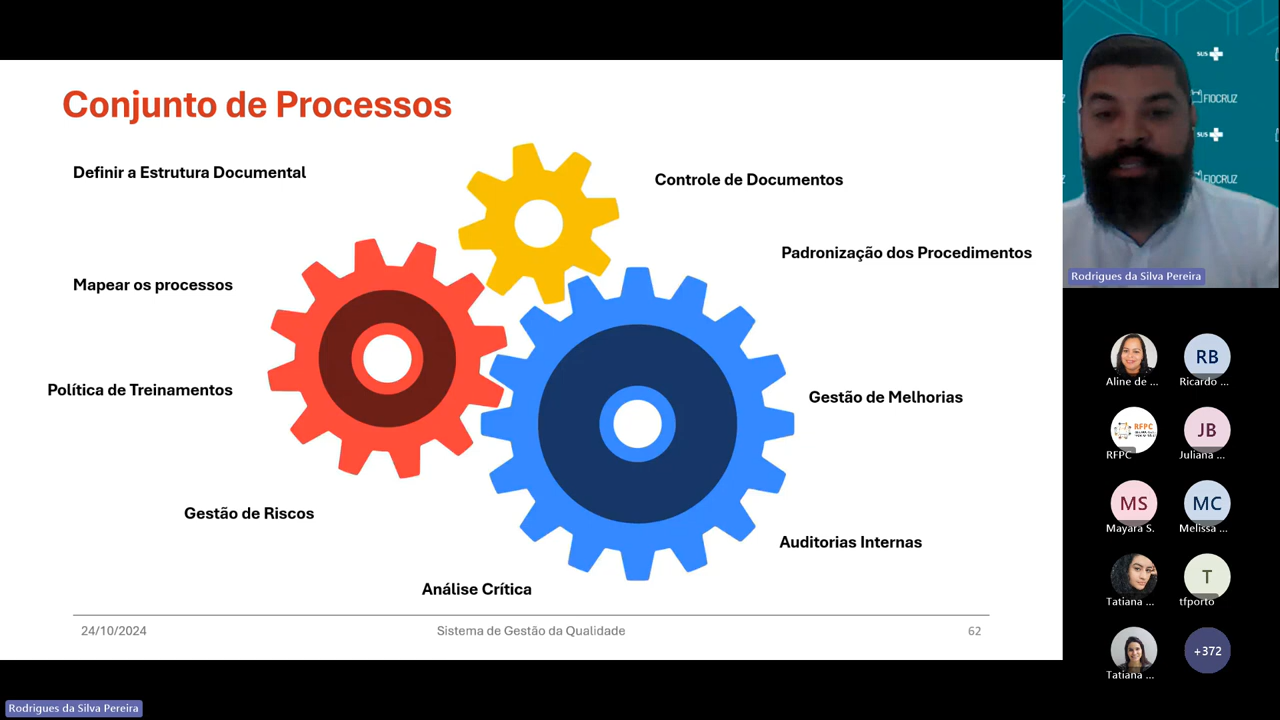 Conjunto de Processos
Definir a Estrutura Documental
Controle de Documentos
Padronização dos Procedimentos
Mapear os processos
Política de Treinamentos
Gestão de Melhorias
Gestão de Riscos
Auditorias Internas
Análise Crítica
24/10/2024
Sistema de Gestão da Qualidade
62
SUS
FIOCRUZ
SUS
FIOCRUZ
Rodrigues da Silva Pereira
Aline de ...
RB
Ricardo ...
RFPC
RFPC
JB
Juliana ...
MS
Mayara S.
MC
Melissa ...
Tatiana ...
T
tfporto
Tatiana ...
+372
Rodrigues da Silva Pereira